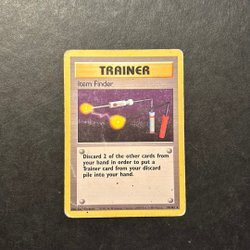 TRAINER
Item Finder
Discard 2 of the other cards from
your hand in order to put a
Trainer card from your discard
pile into your hand.